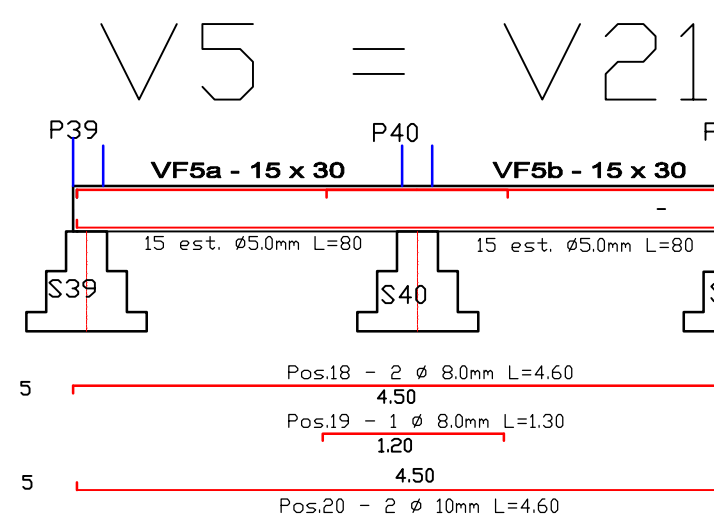 V5 = V21
P39 P40
VF5a - 15 x 30 VF5b - 15 x 30
15 est. Ø5.0mm L=80 15 est. Ø5.0mm L=80
S39 S40
Pos.18 - 2 Ø 8.0mm L=4.60
5
4.50
Pos.19 - 1 Ø 8.0mm L=1.30
1.20
4.50
5
Pos.20 - 2 Ø 10mm L=4.60